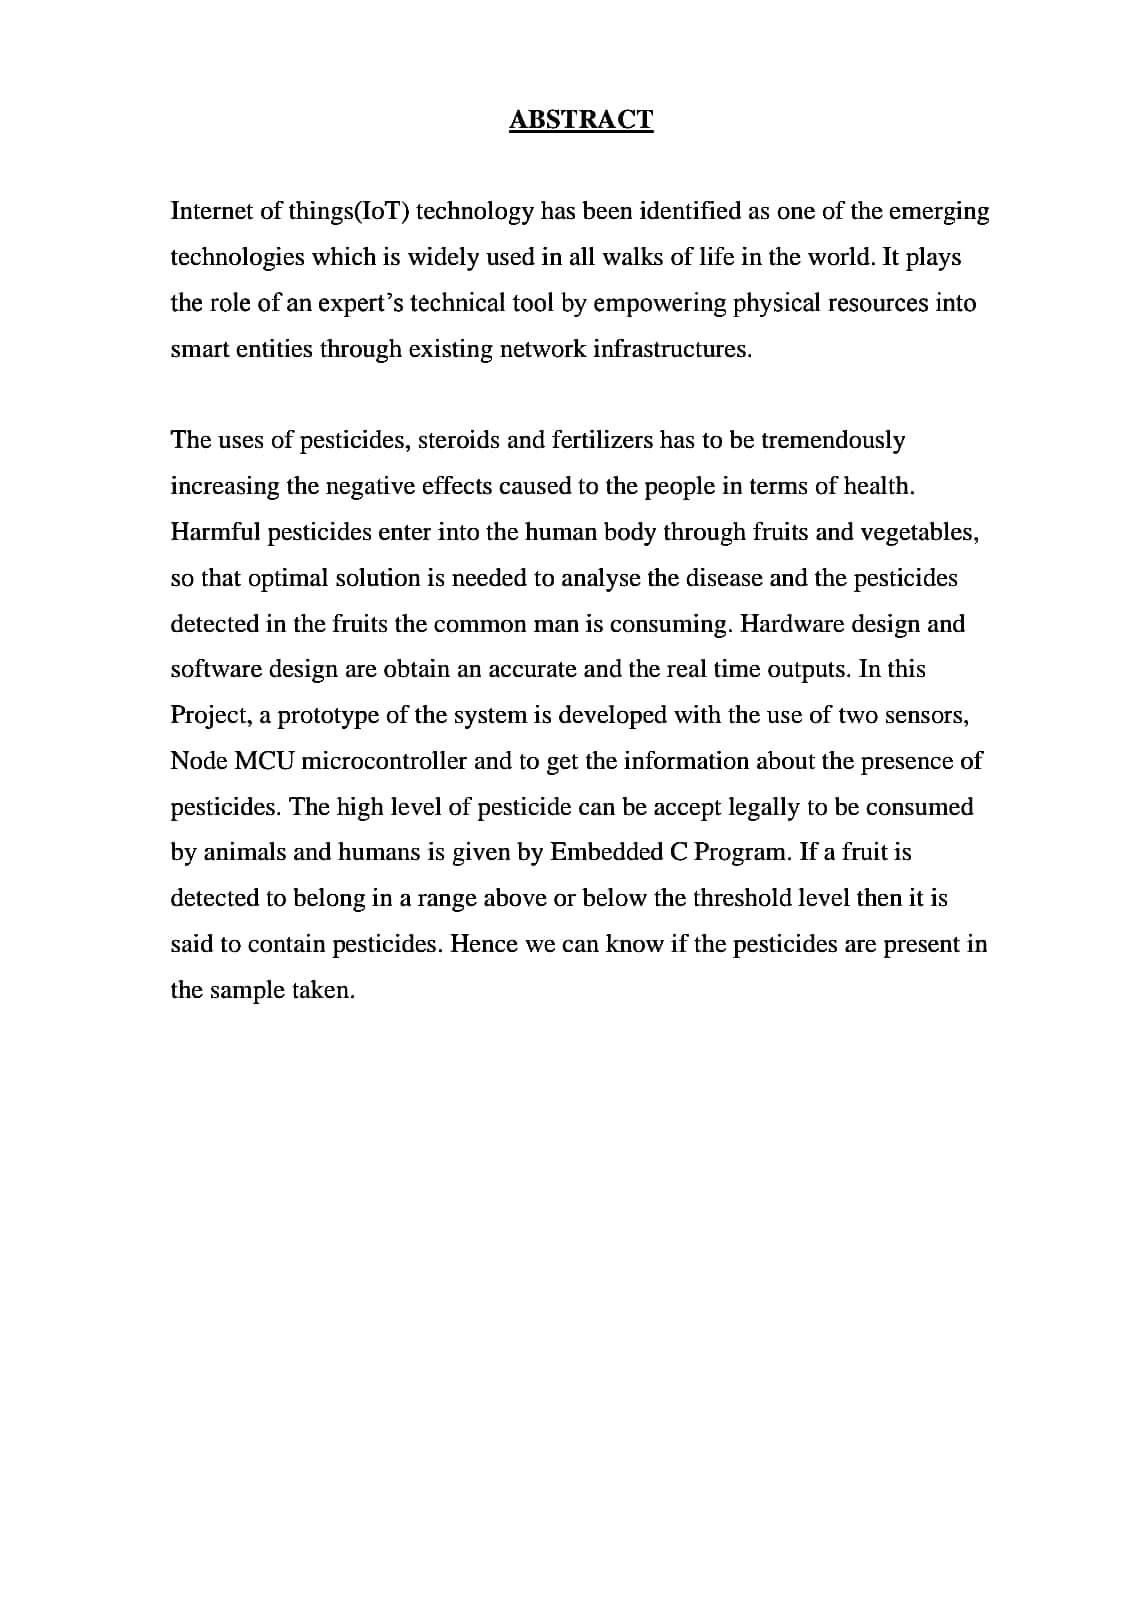 ABSTRACT
Internet of things(IoT) technology has been identified as one of the emerging
technologies which is widely used in all walks of life in the world. It plays
the role of an expert’s technical tool by empowering physical resources into
smart entities through existing network infrastructures.
The uses of pesticides, steroids and fertilizers has to be tremendously
increasing the negative effects caused to the people in terms of health.
Harmful pesticides enter into the human body through fruits and vegetables,
so that optimal solution is needed to analyse the disease and the pesticides
detected in the fruits the common man is consuming. Hardware design and
software design are obtain an accurate and the real time outputs. In this
Project, a prototype of the system is developed with the use of two sensors,
Node MCU microcontroller and to get the information about the presence of
pesticides. The high level of pesticide can be accept legally to be consumed
by animals and humans is given by Embedded C Program. If a fruit is
detected to belong in a range above or below the threshold level then it is
said to contain pesticides. Hence we can know if the pesticides are present in
the sample taken.